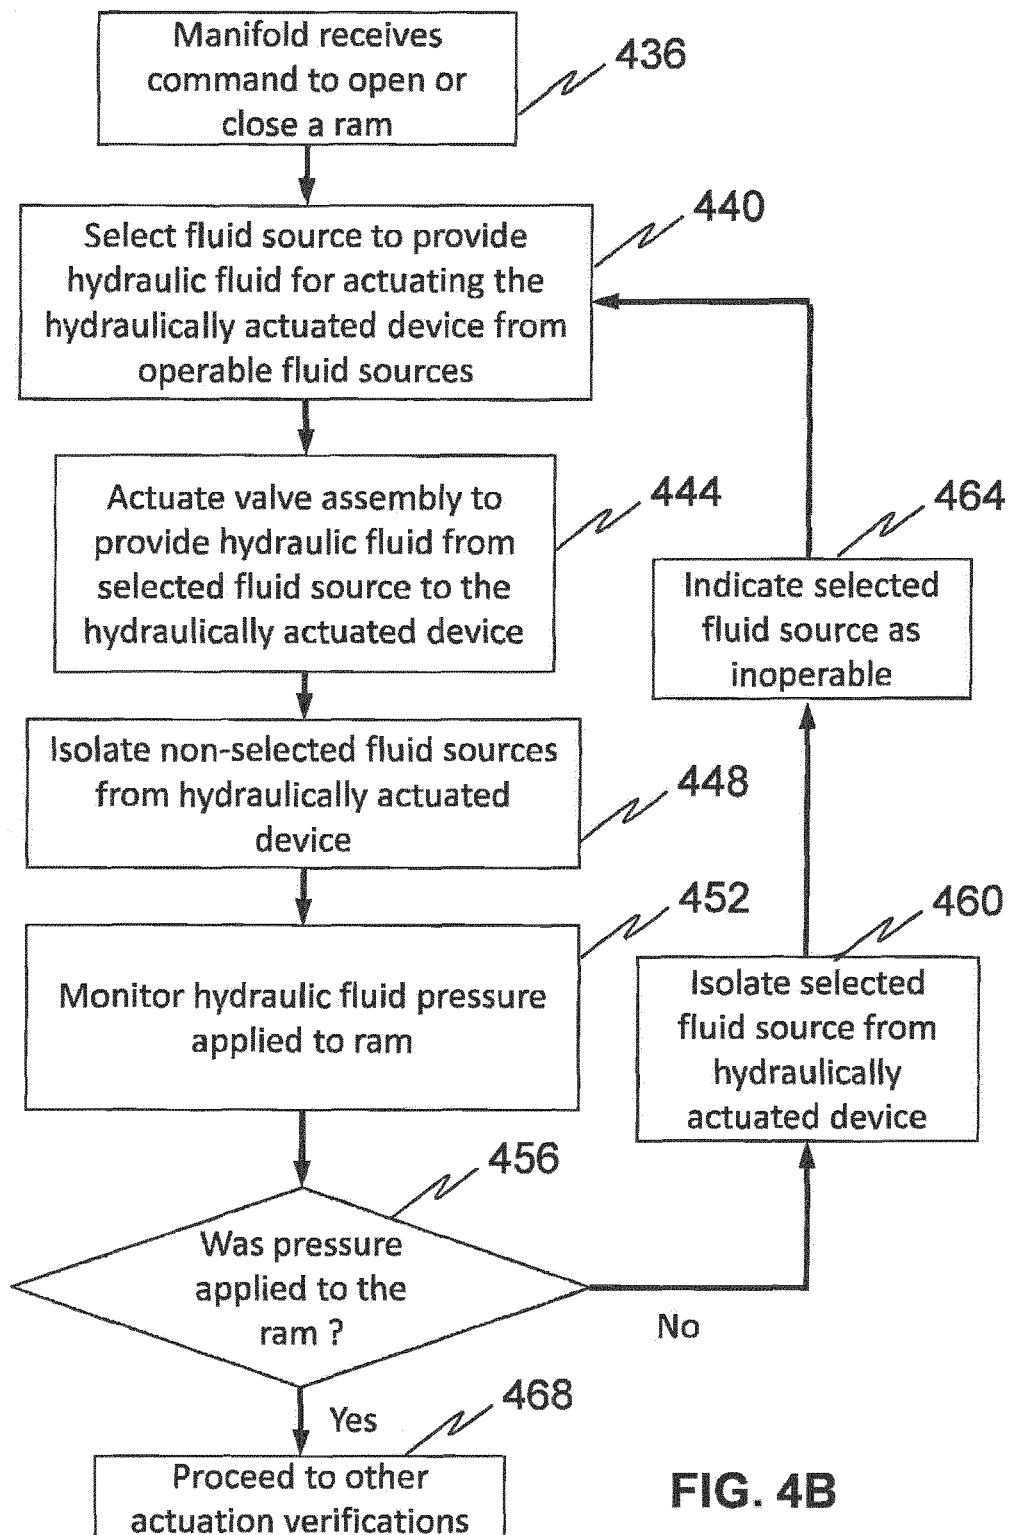 Manifold receives
command to open or
close a ram
436
Select fluid source to provide
hydraulic fluid for actuating the
hydraulically actuated device from
operable fluid sources
440
Actuate valve assembly to
provide hydraulic fluid from
selected fluid source to the
hydraulically actuated device
444
Isolate non-selected fluid sources
from hydraulically actuated
device
448
Monitor hydraulic fluid pressure
applied to ram
452
Was pressure
applied to the
ram ?
456
No
Isolate selected
fluid source from
hydraulically
actuated device
460
Indicate selected
fluid source as
inoperable
464
Yes
Proceed to other
actuation verifications
468
FIG. 4B